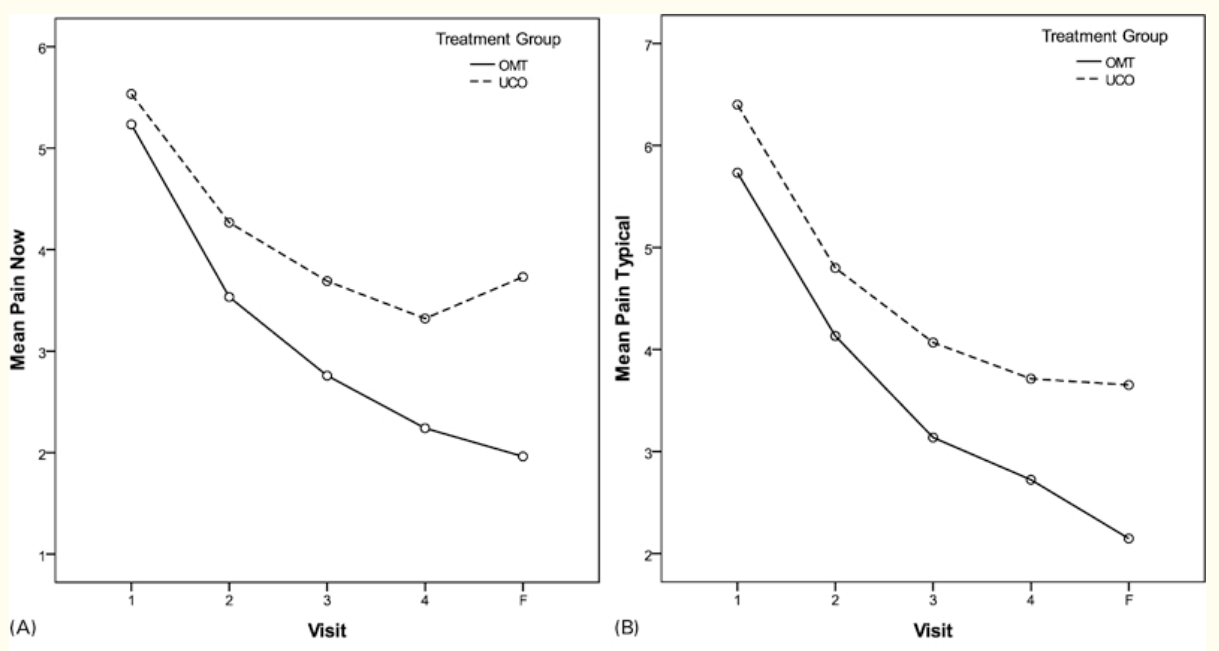 Treatment Group
OMT
UCO
Mean Pain Now
6
5
4
3
2
1
1 2 3 4 F
Visit
(A)
Treatment Group
OMT
UCO
Mean Pain Typical
7
6
5
4
3
2
1 2 3 4 F
Visit
(B)